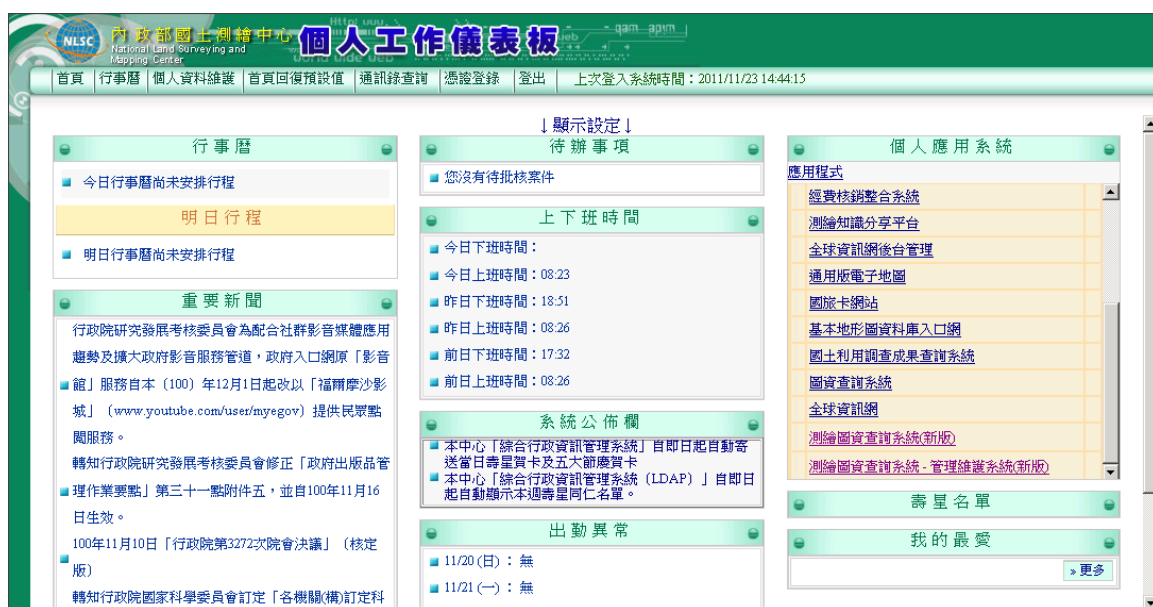 NLSC
內政部國土測繪中心
National Land Surveying and
Mapping Center
個人工作儀表板
首頁 行事曆 個人資料維護 首頁回復預設值 通訊錄查詢 憑證登錄 登出 上次登入系統時間：2011/11/23 14:44:15
↓顯示設定↓
行事曆
今日行事曆尚未安排行程
明日行程
明日行事曆尚未安排行程
重要新聞
行政院研究發展考核委員會為配合社群影音媒體應用
趨勢及擴大政府影音服務管道，政府入口網原「影音
館」服務自本（100）年12月1日起改以「福爾摩沙影
城」（www.youtube.com/user/myegov）提供民眾點
閱服務。
轉知行政院研究發展考核委員會修正「政府出版品管
理作業要點」第三十一點附件五，並自100年11月16
日生效。
100年11月10日「行政院第3272次院會決議」（核定
版）
轉知行政院國家科學委員會訂定「各機關(構)訂定科
待辦事項
您沒有待批核案件
上下班時間
今日下班時間：
今日上班時間：08:23
昨日下班時間：18:51
昨日上班時間：08:26
前日下班時間：17:32
前日上班時間：08:26
系統公佈欄
本中心「綜合行政資訊管理系統」自即日起自動寄
送當日壽星賀卡及五大節慶賀卡
本中心「綜合行政資訊管理系統（LDAP）」自即日
起自動顯示本週壽星同仁名單。
出勤異常
11/20 (日)：無
11/21 (一)：無
個人應用系統
應用程式
經費核銷整合系統
測繪知識分享平台
全球資訊網後台管理
通用版電子地圖
國旅卡網站
基本地形圖資料庫入口網
國土利用調查成果查詢系統
圖資查詢系統
全球資訊網
測繪圖資查詢系統(新版)
測繪圖資查詢系統 - 管理維護系統(新版)
壽星名單
我的最愛
» 更多